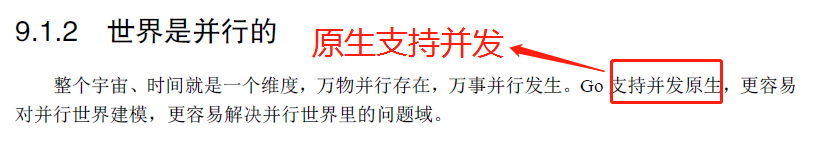 9.1.2 世界是并行的
原生支持并发
整个宇宙、时间就是一个维度，万物并行存在，万事并行发生。Go 支持并发原生，更容易
对并行世界建模，更容易解决并行世界里的问题域。